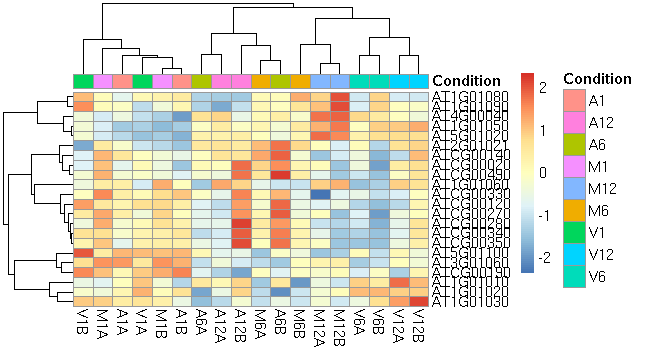 Condition
AT1G01080
AT1G01090
AT4G00040
AT1G01050
AT5G01020
AT2G01021
ATCG00140
ATCG00020
ATCG00490
AT1G01060
ATCG00330
ATCG00120
ATCG00270
ATCG00280
ATCG00340
ATCG00350
AT5G01100
AT3G01060
ATCG00190
AT1G01010
AT1G01020
AT1G01030
V1B
M1A
A1A
V1A
M1B
A1B
A6A
A12A
A12B
M6A
A6B
M6B
M12A
M12B
V6A
V6B
V12A
V12B
2
1
0
-1
-2
Condition
A1
A12
A6
M1
M12
M6
V1
V12
V6